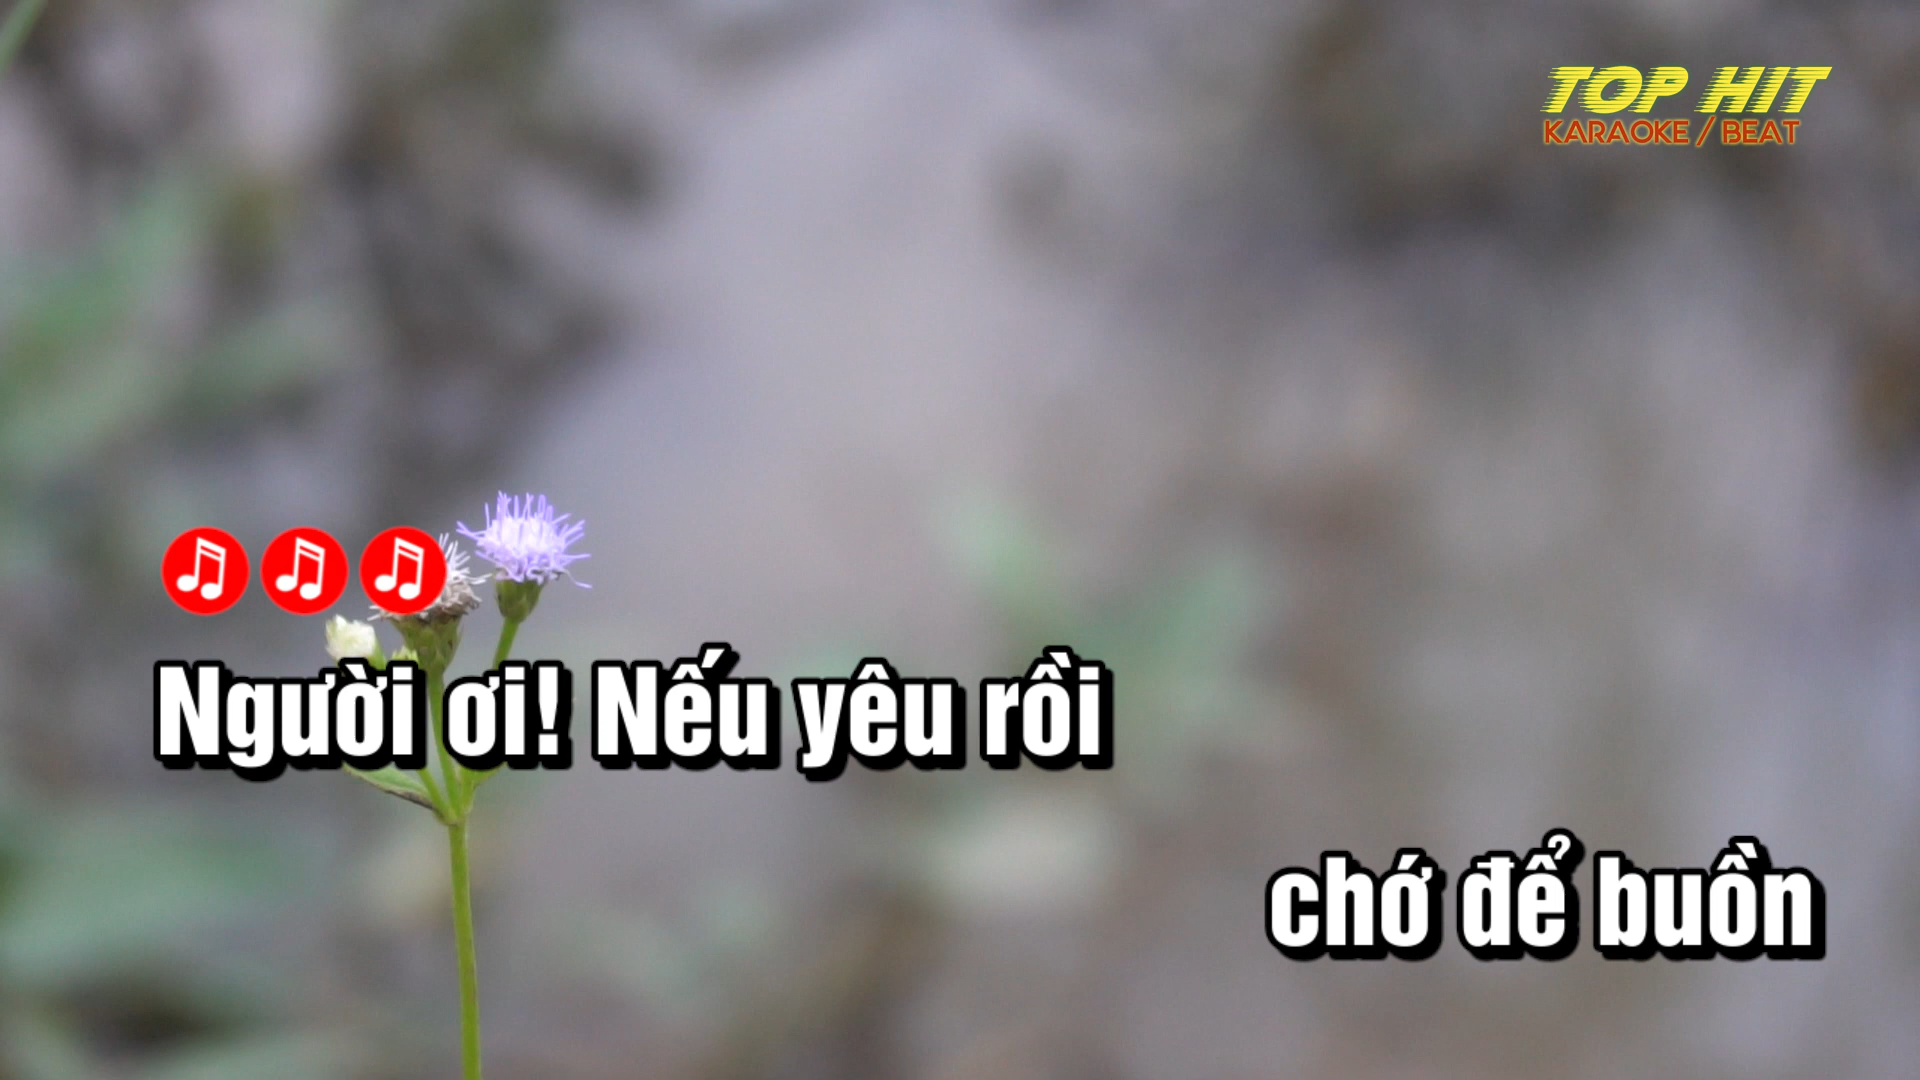 TOP HIT
KARAOKE / BEAT
Người ơi! Nếu yêu rồi
chớ để buồn